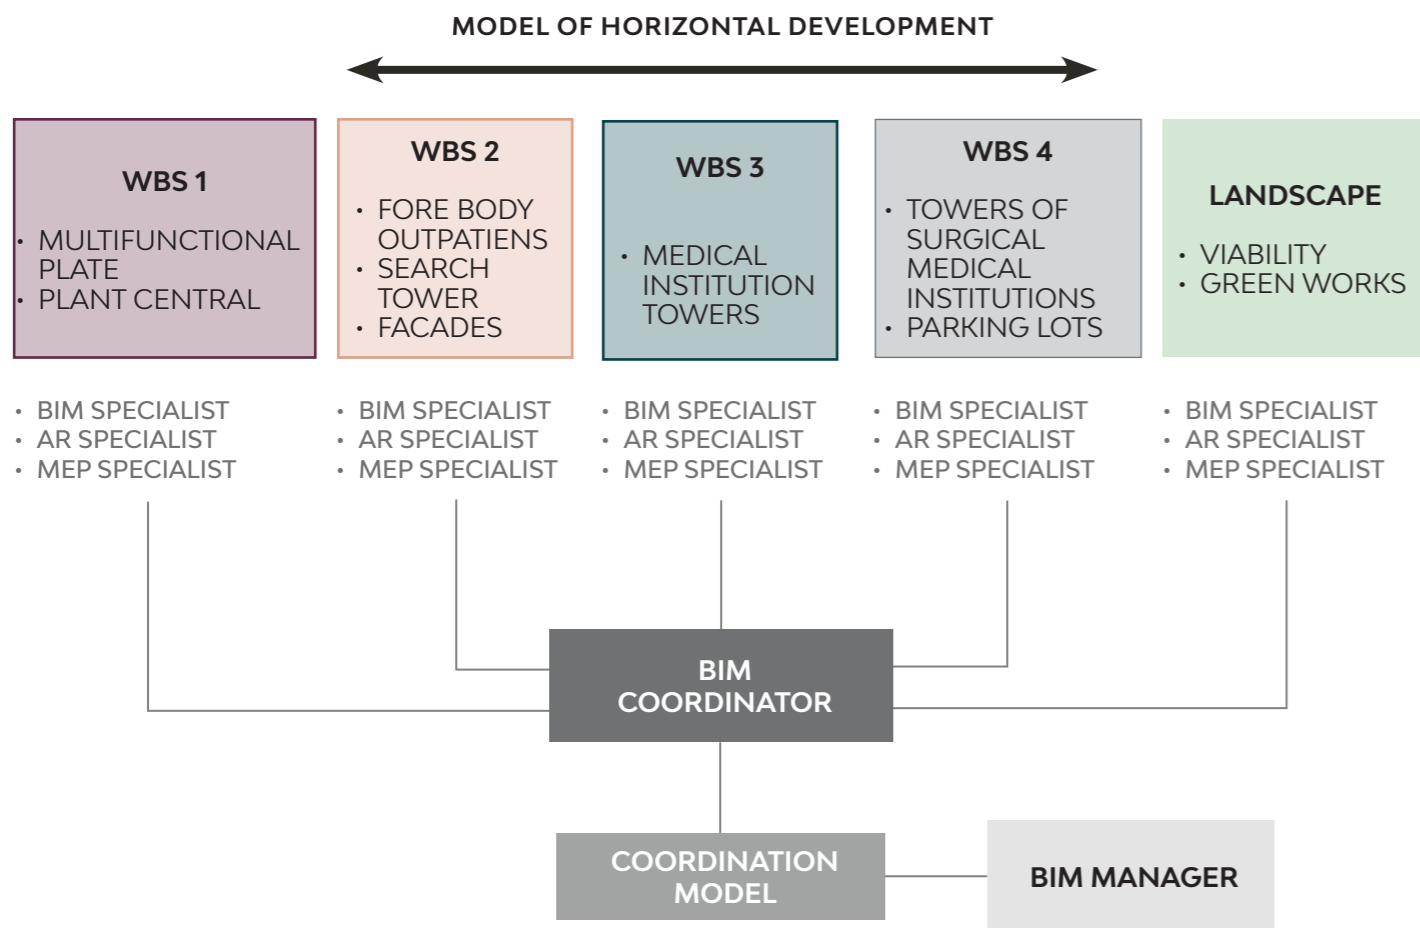 MODEL OF HORIZONTAL DEVELOPMENT
WBS 1
• MULTIFUNCTIONAL
PLATE
• PLANT CENTRAL
WBS 2
• FORE BODY
OUTPATIENS
• SEARCH
TOWER
• FACADES
WBS 3
• MEDICAL
INSTITUTION
TOWERS
WBS 4
• TOWERS OF
SURGICAL
MEDICAL
INSTITUTIONS
• PARKING LOTS
LANDSCAPE
• VIABILITY
• GREEN WORKS
• BIM SPECIALIST
• AR SPECIALIST
• MEP SPECIALIST
• BIM SPECIALIST
• AR SPECIALIST
• MEP SPECIALIST
• BIM SPECIALIST
• AR SPECIALIST
• MEP SPECIALIST
• BIM SPECIALIST
• AR SPECIALIST
• MEP SPECIALIST
• BIM SPECIALIST
• AR SPECIALIST
• MEP SPECIALIST
BIM
COORDINATOR
COORDINATION
MODEL
BIM MANAGER